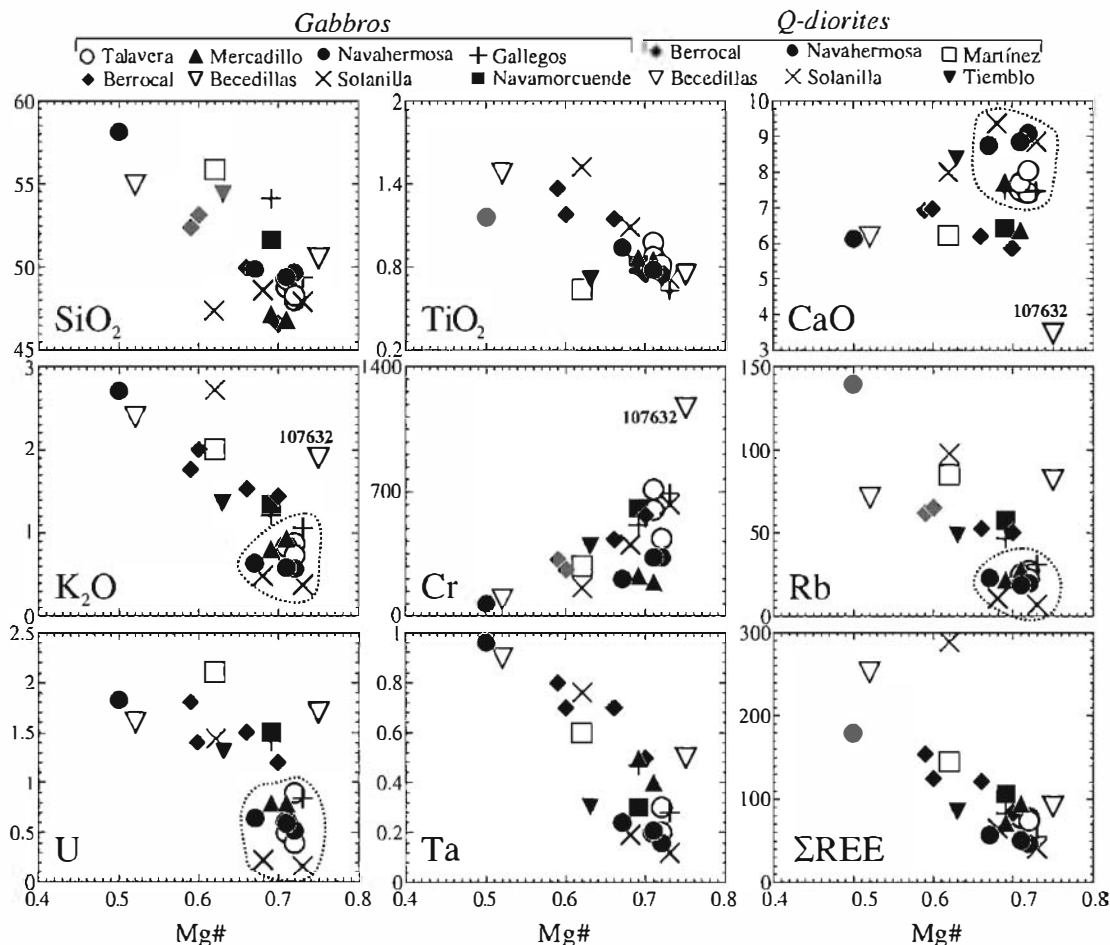 Gabbros Q-diorites
Talavera Mercadillo Navahermosa Gallegos Berrocal Navahermosa Martínez
Berrocal Becedillas Solanilla Navamorcuende Becedillas Solanilla Tiemblo
60 2 10
55 1.4 9
50 0.8 8
45 0.2 7
6
5
4
3
SiO2 TiO2 CaO
107632
3 1400 150
2 700 100
1 0 50
0 0
K2O Cr Rb
107632 107632
2.5 1 300
2 0.8 200
1.5 0.6 100
1 0.4 0
0.5 0.2
0 0
U Ta ΣREE
0.4 0.5 0.6 0.7 0.8 0.4 0.5 0.6 0.7 0.8 0.4 0.5 0.6 0.7 0.8
Mg# Mg# Mg#